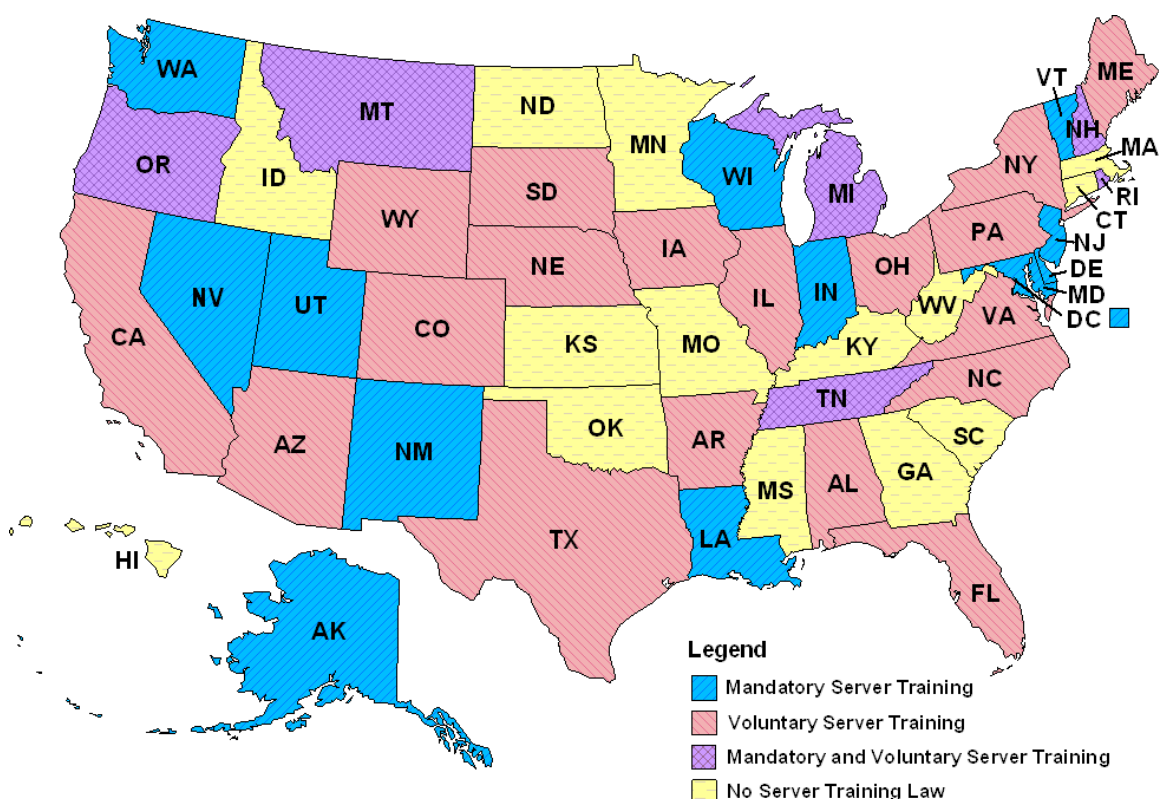 WA
MT
ND
MN
VT
ME
NH
MA
OR
ID
SD
WI
MI
NY
RI
CT
WY
IA
PA
NJ
NE
OH
DE
MD
DC
NV
UT
CO
IL
IN
WV
VA
CA
KS
MO
KY
NC
AZ
NM
OK
AR
TN
SC
MS
AL
GA
TX
LA
HI
FL
AK
Legend
Mandatory Server Training
Voluntary Server Training
Mandatory and Voluntary Server Training
No Server Training Law